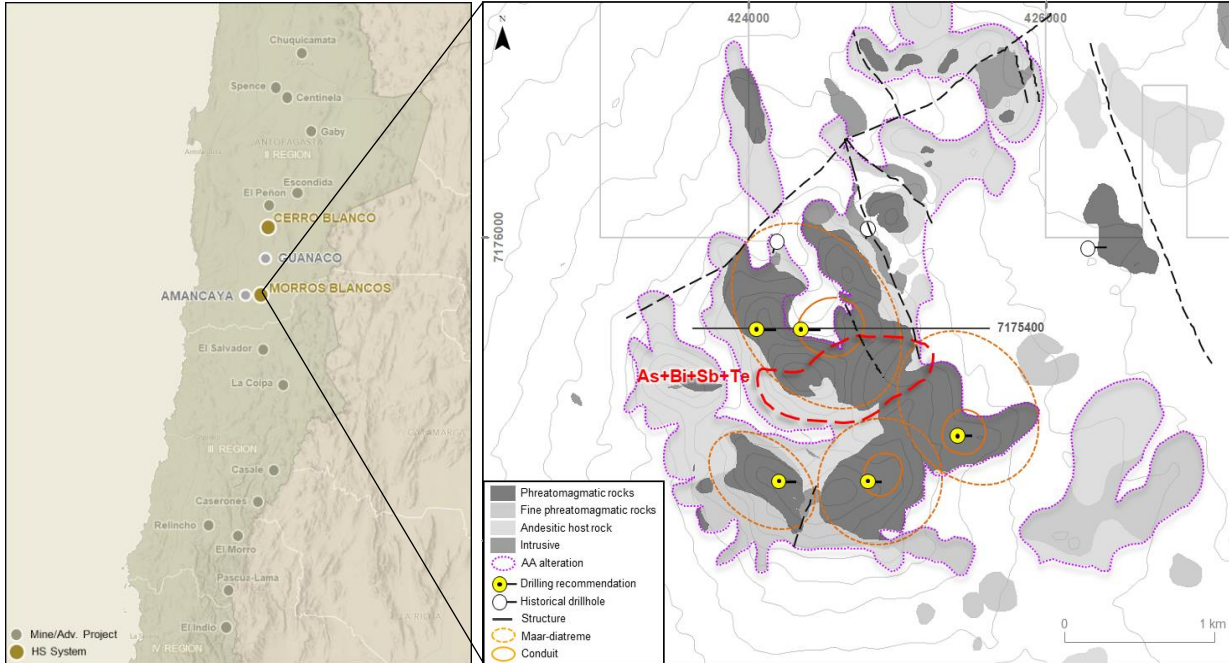 Chuquicamata
Spence
Centinela
Gaby
ANTOFAGASTA
II REGION
Escondida
El Peñon
CERRO BLANCO
GUANACO
AMANCAYA
MORROS BLANCOS
El Salvador
La Coipa
III REGION
CATAMARCA
Casale
Caserones
Relincho
El Morro
Pascua-Lama
LA RIOJA
El Indio
IV REGION
Mine/Adv. Project
HS System
N
424000
426000
7176000
7175400
As+Bi+Sb+Te
Phreatomagmatic rocks
Fine phreatomagmatic rocks
Andesitic host rock
Intrusive
AA alteration
Drilling recommendation
Historical drillhole
Structure
Maar-diatreme
Conduit
0
1 km